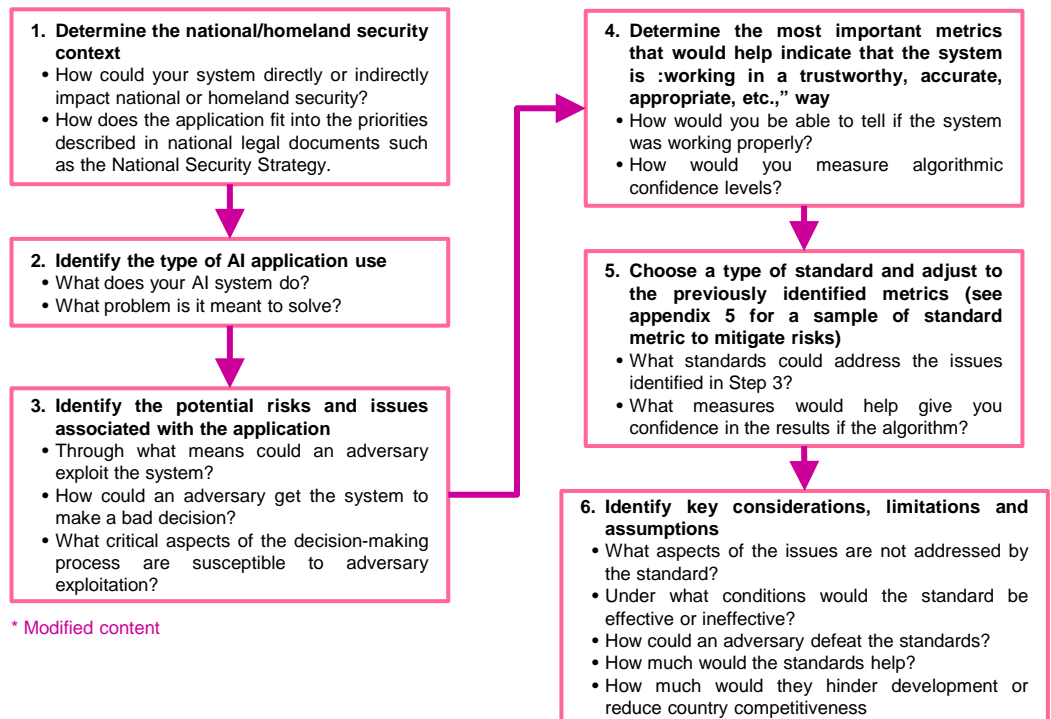 1. Determine the national/homeland security
context
• How could your system directly or indirectly
impact national or homeland security?
• How does the application fit into the priorities
described in national legal documents such
as the National Security Strategy.
2. Identify the type of AI application use
• What does your AI system do?
• What problem is it meant to solve?
3. Identify the potential risks and issues
associated with the application
• Through what means could an adversary
exploit the system?
• How could an adversary get the system to
make a bad decision?
• What critical aspects of the decision-making
process are susceptible to adversary
exploitation?
* Modified content
4. Determine the most important metrics
that would help indicate that the system
is :working in a trustworthy, accurate,
appropriate, etc.,” way
• How would you be able to tell if the system
was working properly?
• How would you measure algorithmic
confidence levels?
5. Choose a type of standard and adjust to
the previously identified metrics (see
appendix 5 for a sample of standard
metric to mitigate risks)
• What standards could address the issues
identified in Step 3?
• What measures would help give you
confidence in the results if the algorithm?
6. Identify key considerations, limitations and
assumptions
• What aspects of the issues are not addressed by
the standard?
• Under what conditions would the standard be
effective or ineffective?
• How could an adversary defeat the standards?
• How much would the standards help?
• How much would they hinder development or
reduce country competitiveness